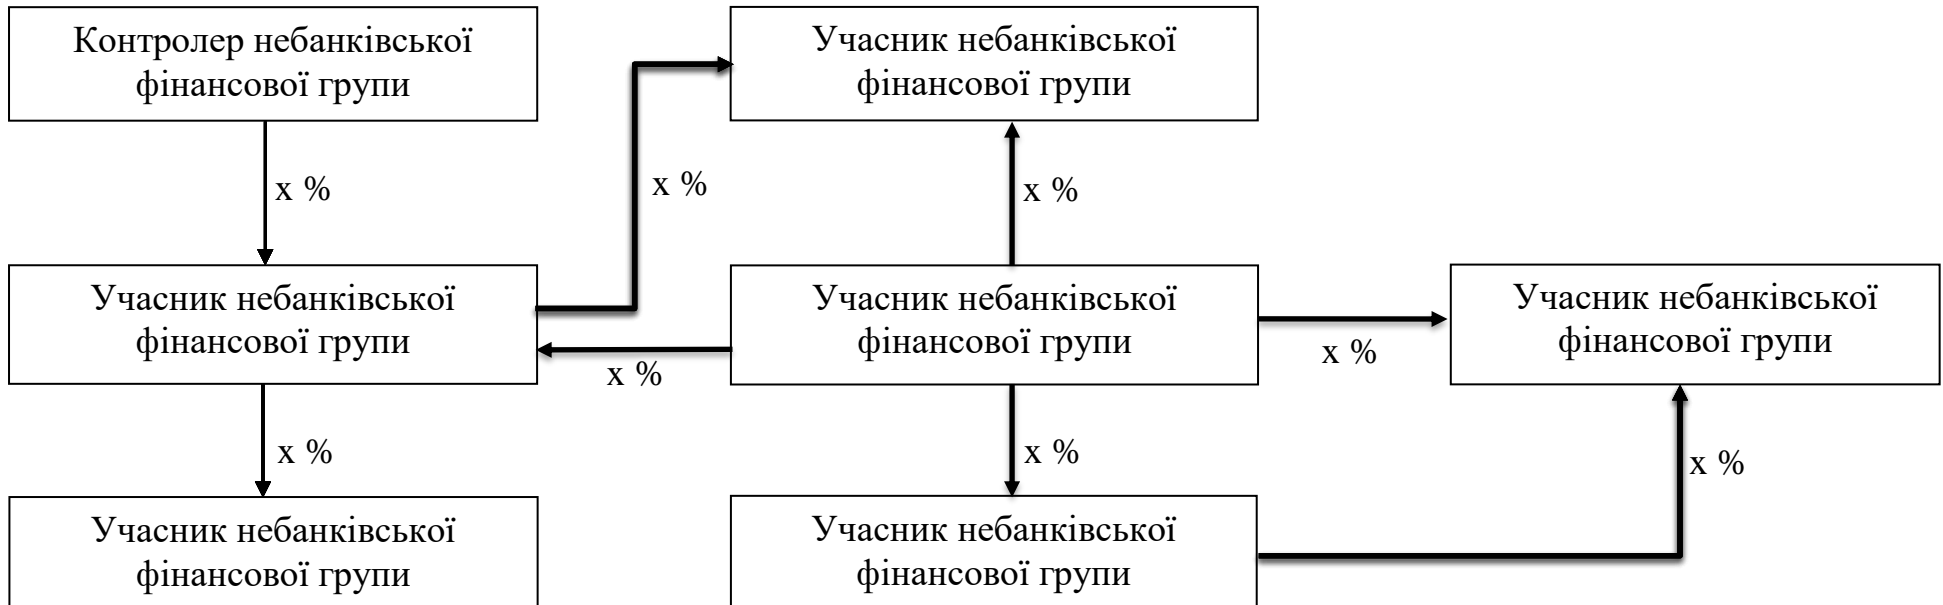 Контролер небанківської
фінансової групи
Учасник небанківської
фінансової групи
х %
х %
х %
Учасник небанківської
фінансової групи
Учасник небанківської
фінансової групи
Учасник небанківської
фінансової групи
х %
х %
х %
х %
х %
Учасник небанківської
фінансової групи
Учасник небанківської
фінансової групи